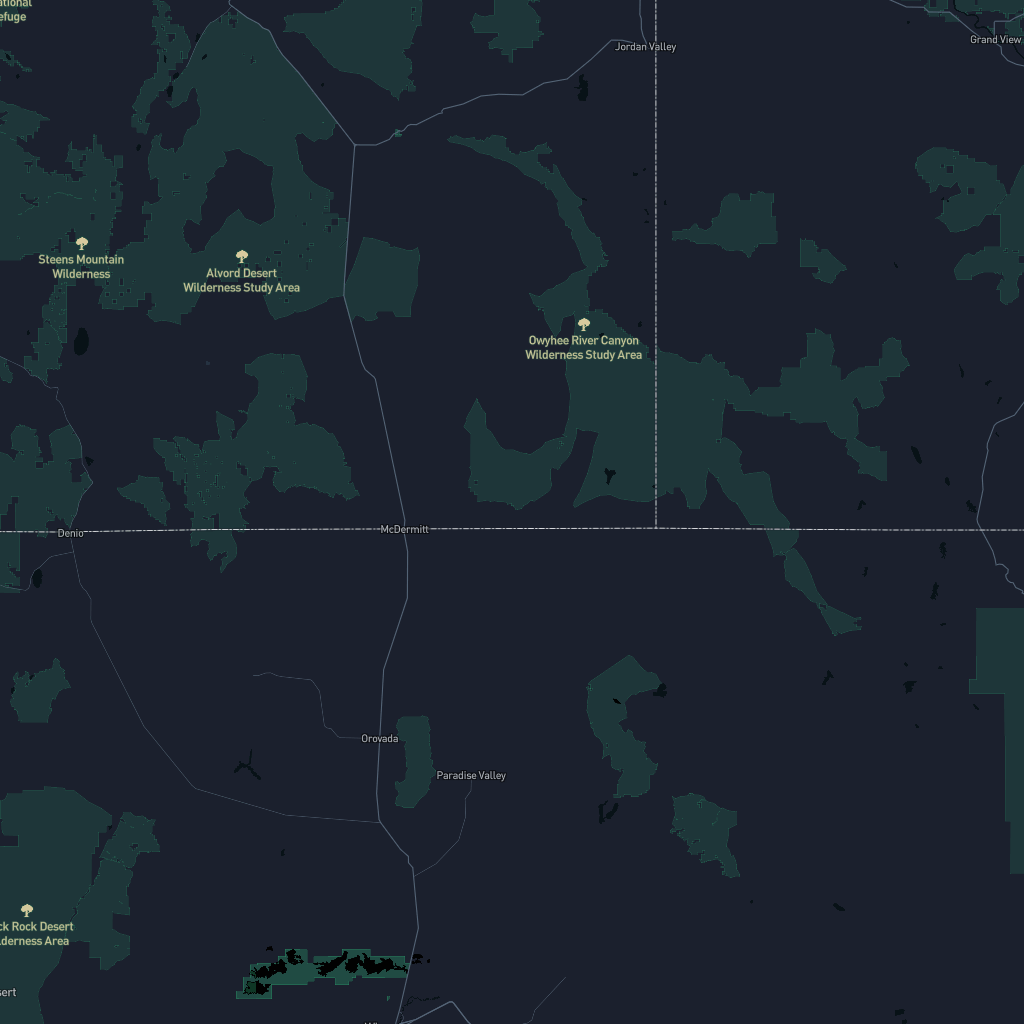 ational
efuge
Jordan Valley
Grand View
Steens Mountain
Wilderness
Alvord Desert
Wilderness Study Area
Owyhee River Canyon
Wilderness Study Area
Denio
McDermitt
Orovada
Paradise Valley
ck Rock Desert
lderness Area
sert